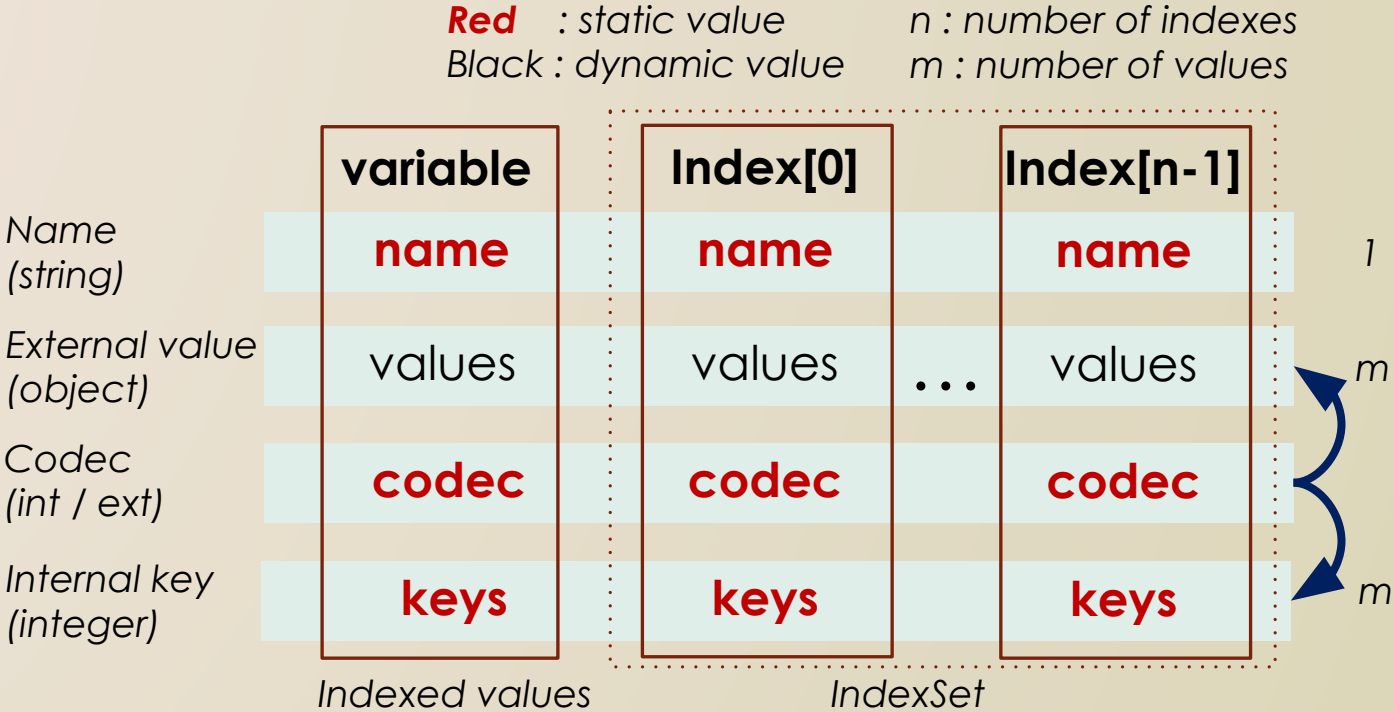 Red : static value n : number of indexes
Black : dynamic value m : number of values
variable Index[0] Index[n-1]
Name
(string)
name name name 1
External value
(object)
values values ... values m
Codec
(int / ext)
codec codec codec
Internal key
(integer)
keys keys keys m
Indexed values IndexSet